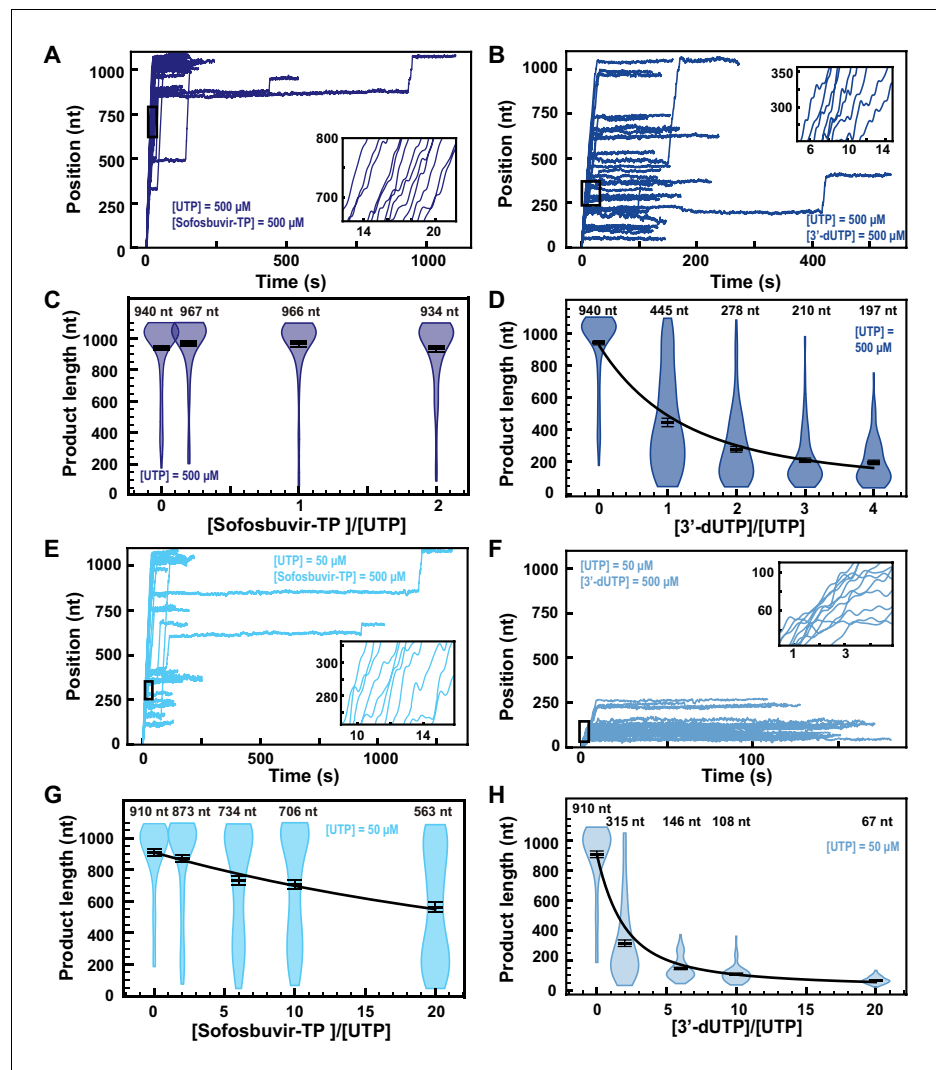 A
Position (nt)
1000
750
500
250
0
800
700
14
20
[UTP] = 500 µM
[Sofosbuvir-TP] = 500 µM
0
500
1000
Time (s)
B
Position (nt)
1000
750
500
250
0
350
300
6
8
10
14
[UTP] = 500 µM
[3'-dUTP] = 500 µM
0
200
400
Time (s)
C
940 nt
967 nt
966 nt
934 nt
Product length (nt)
1000
800
600
400
200
0
[UTP] = 500 µM
0
1
2
[Sofosbuvir-TP ]/[UTP]
D
940 nt
445 nt
278 nt
210 nt
197 nt
Product length (nt)
1000
800
600
400
200
0
[UTP] =
500 µM
0
1
2
3
4
[3'-dUTP]/[UTP]
E
Position (nt)
1000
750
500
250
0
[UTP] = 50 µM
[Sofosbuvir-TP] = 500 µM
300
280
10
14
0
500
1000
Time (s)
F
Position (nt)
1000
750
500
250
0
[UTP] = 50 µM
[3'-dUTP] = 500 µM
100
60
1
3
0
100
Time (s)
G
910 nt
873 nt
734 nt
706 nt
563 nt
Product length (nt)
1000
800
600
400
200
0
[UTP] = 50 µM
0
5
10
15
20
[Sofosbuvir-TP ]/[UTP]
H
910 nt
315 nt
146 nt
108 nt
67 nt
Product length (nt)
1000
800
600
400
200
0
[UTP] = 50 µM
0
5
10
15
20
[3'-dUTP]/[UTP]